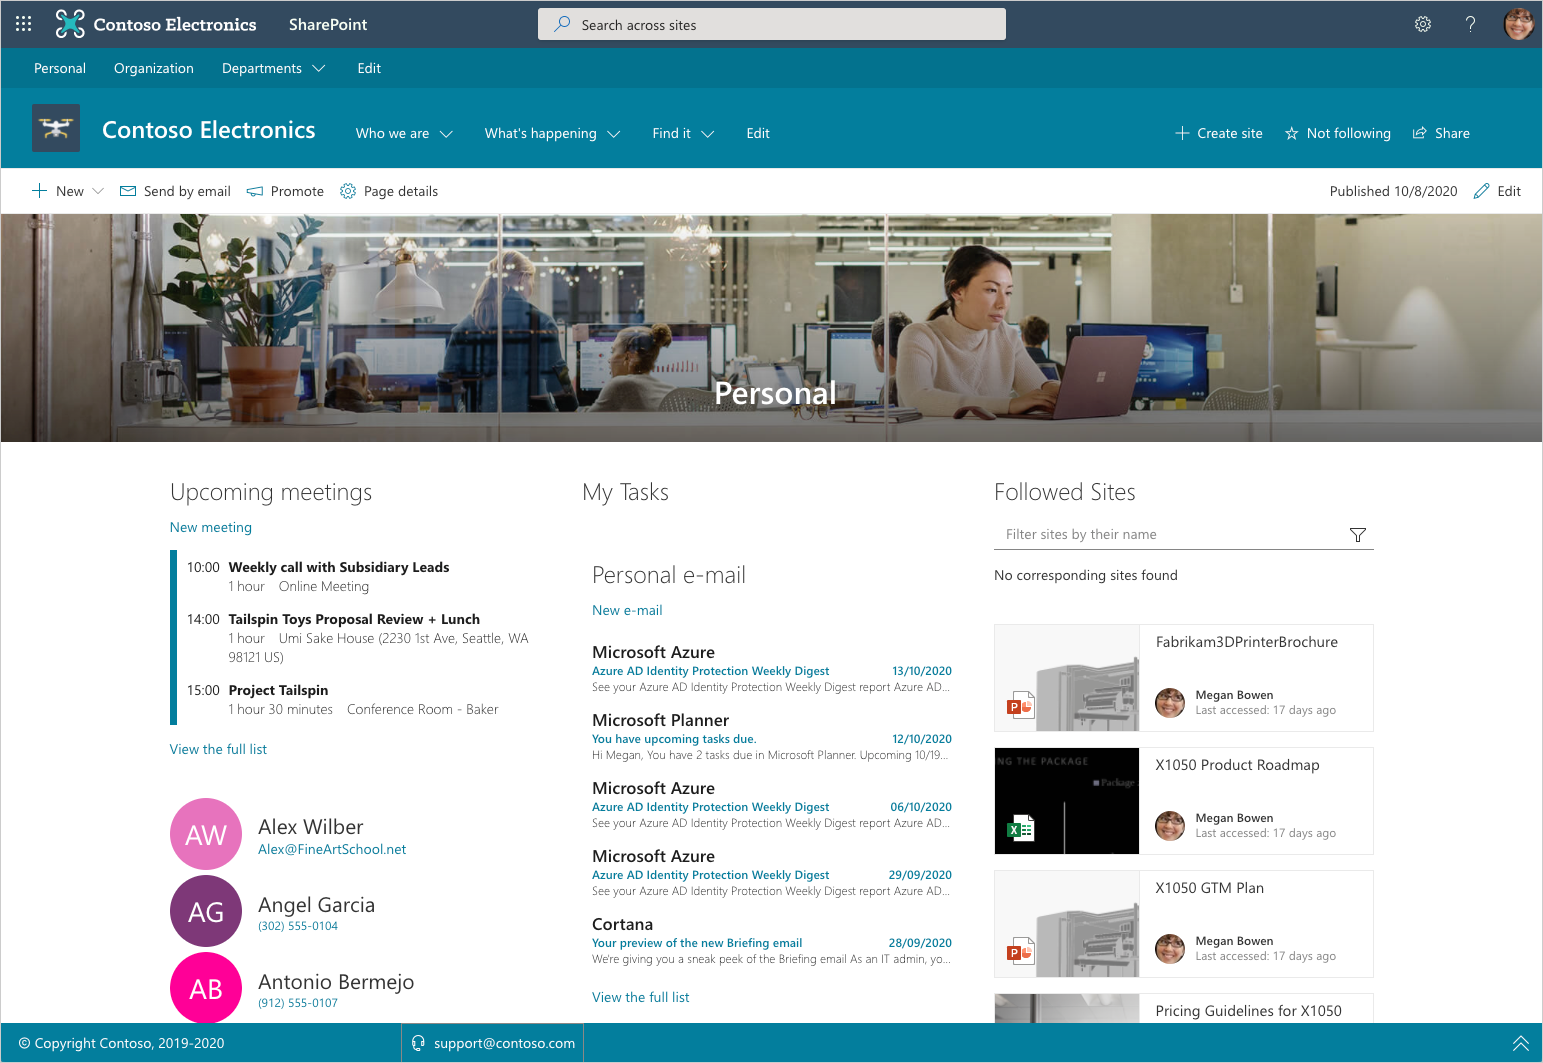 Contoso Electronics
SharePoint
Search across sites
Personal
Organization
Departments
Edit
Contoso Electronics
Who we are
What's happening
Find it
Edit
Create site
Not following
Share
New
Send by email
Promote
Page details
Published 10/8/2020
Edit
Personal
Upcoming meetings
New meeting
10:00 Weekly call with Subsidiary Leads
1 hour Online Meeting
14:00 Tailspin Toys Proposal Review + Lunch
1 hour Umi Sake House (2230 1st Ave, Seattle, WA
98121 US)
15:00 Project Tailspin
1 hour 30 minutes Conference Room - Baker
View the full list
AW
Alex Wilber
Alex@FineArtSchool.net
AG
Angel Garcia
(302) 555-0104
AB
Antonio Bermejo
(912) 555-0107
My Tasks
Personal e-mail
New e-mail
Microsoft Azure
Azure AD Identity Protection Weekly Digest 13/10/2020
See your Azure AD Identity Protection Weekly Digest report Azure AD...
Microsoft Planner
You have upcoming tasks due. 12/10/2020
Hi Megan, You have 2 tasks due in Microsoft Planner. Upcoming 10/19...
Microsoft Azure
Azure AD Identity Protection Weekly Digest 06/10/2020
See your Azure AD Identity Protection Weekly Digest report Azure AD...
Microsoft Azure
Azure AD Identity Protection Weekly Digest 29/09/2020
See your Azure AD Identity Protection Weekly Digest report Azure AD...
Cortana
Your preview of the new Briefing email 28/09/2020
We're giving you a sneak peek of the Briefing email As an IT admin, yo...
View the full list
Followed Sites
Filter sites by their name
No corresponding sites found
Fabrikam 3DPrinterBrochure
Megan Bowen
Last accessed: 17 days ago
NG THE PACKAGE
Package
X1050 Product Roadmap
Megan Bowen
Last accessed: 17 days ago
X1050 GTM Plan
Megan Bowen
Last accessed: 17 days ago
Pricing Guidelines for X1050
© Copyright Contoso, 2019-2020
support@contoso.com